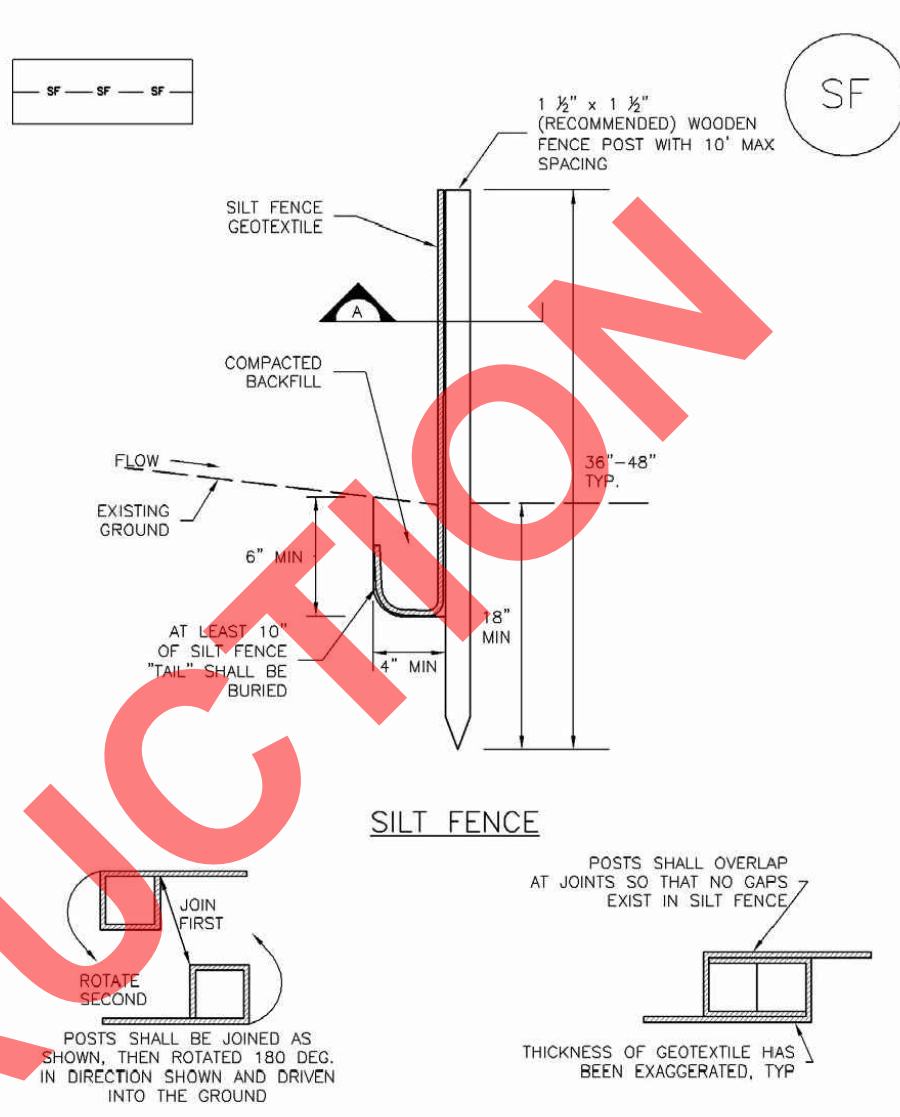 SF SF SF
SF
1 ½" x 1 ½"
(RECOMMENDED) WOODEN
FENCE POST WITH 10' MAX
SPACING
SILT FENCE
GEOTEXTILE
A
COMPACTED
BACKFILL
FLOW
36"-48"
TYP.
EXISTING
GROUND
6" MIN
18"
MIN
AT LEAST 10"
OF SILT FENCE
"TAIL" SHALL BE
BURIED
4" MIN
SILT FENCE
JOIN
FIRST
ROTATE
SECOND
POSTS SHALL BE JOINED AS
SHOWN, THEN ROTATED 180 DEG.
IN DIRECTION SHOWN AND DRIVEN
INTO THE GROUND
POSTS SHALL OVERLAP
AT JOINTS SO THAT NO GAPS
EXIST IN SILT FENCE
THICKNESS OF GEOTEXTILE HAS
BEEN EXAGGERATED, TYP
RUCTION